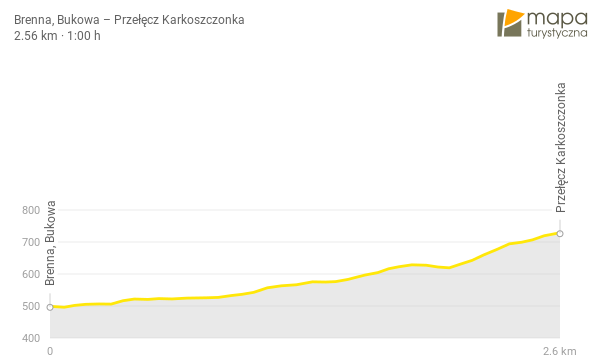 Brenna, Bukowa – Przełęcz Karkoszczonka
2.56 km · 1:00 h
mapa
turystyczna
Przełęcz Karkoszczonka
Brenna, Bukowa
800
700
600
500
400
0
2.6 km